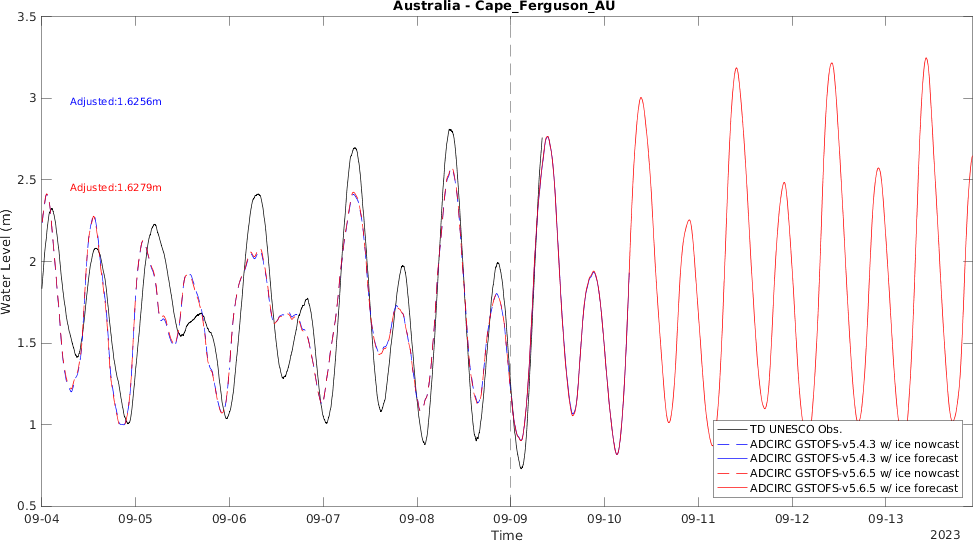 Australia - Cape_Ferguson_AU
3.5
3
2.5
2
1.5
1
0.5
Water Level (m)
Adjusted:1.6256m
Adjusted:1.6279m
TD UNESCO Obs.
ADCIRC GSTOFS-v5.4.3 w/ ice nowcast
ADCIRC GSTOFS-v5.4.3 w/ ice forecast
ADCIRC GSTOFS-v5.6.5 w/ ice nowcast
ADCIRC GSTOFS-v5.6.5 w/ ice forecast
09-04 09-05 09-06 09-07 09-08 09-09 09-10 09-11 09-12 09-13
Time
2023